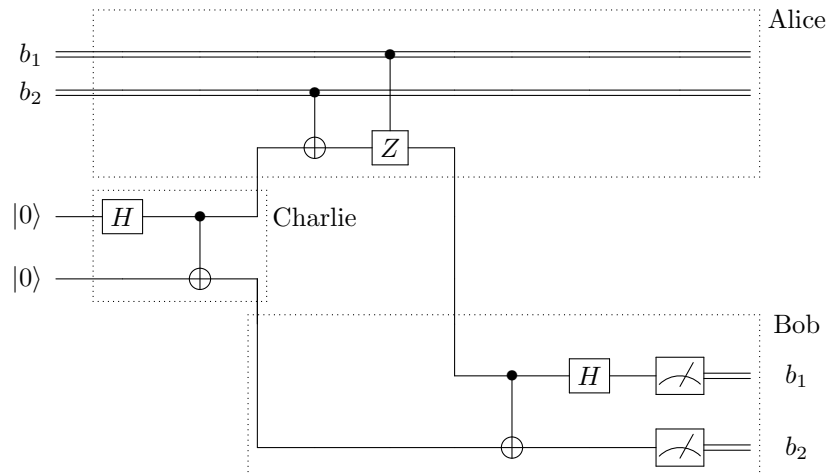 Alice
b₁
b₂
Z
|0⟩ H Charlie
|0⟩
Bob
H b₁
b₂